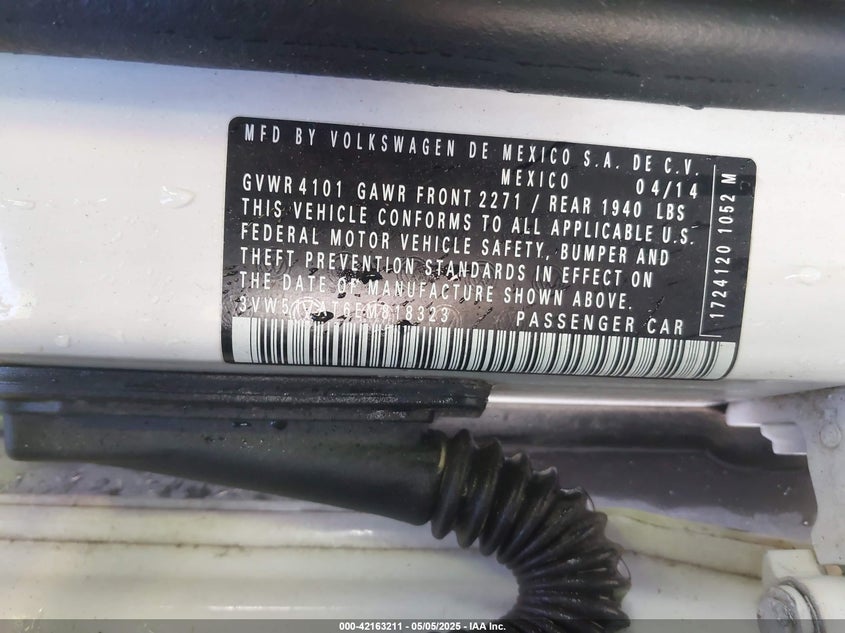 MFD BY VOLKSWAGEN DE MEXICO S.A. DE C.V.
MEXICO 04/14
GVWR 4101 GAWR FRONT 2271 / REAR 1940 LBS
THIS VEHICLE CONFORMS TO ALL APPLICABLE U.S.
FEDERAL MOTOR VEHICLE SAFETY, BUMPER AND
THEFT PREVENTION STANDARDS IN EFFECT ON
THE DATE OF MANUFACTURE SHOWN ABOVE.
PASSENGER CAR
1724120 1052 M
000-42163211 - 05/05/2025 - IAA Inc.